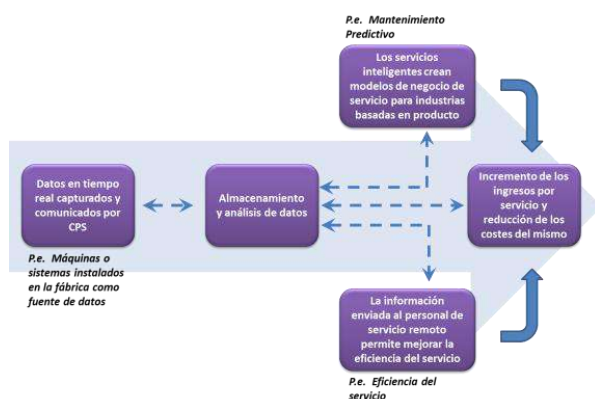 P.e. Mantenimiento
Predictivo
Los servicios
inteligentes crean
modelos de negocio de
servicio para industrias
basadas en producto
Datos en tiempo
real capturados y
comunicados por
CPS
P.e. Máquinas o
sistemas instalados
en la fábrica como
fuente de datos
Almacenamiento
y análisis de datos
Incremento de los
ingresos por
servicio y
reducción de los
costes del mismo
La información
enviada al personal de
servicio remoto
permite mejorar la
eficiencia del servicio
P.e. Eficiencia del
servicio